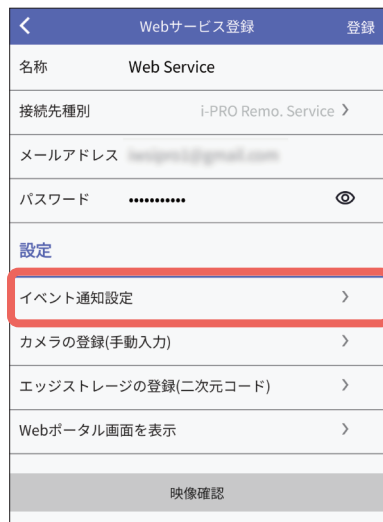 Webサービス登録 登録
名称 Web Service
接続先種別 i-PRO Remo. Service
メールアドレス
パスワード •••••••••••
設定
イベント通知設定
カメラの登録(手動入力)
エッジストレージの登録(二次元コード)
Webポータル画面を表示
映像確認